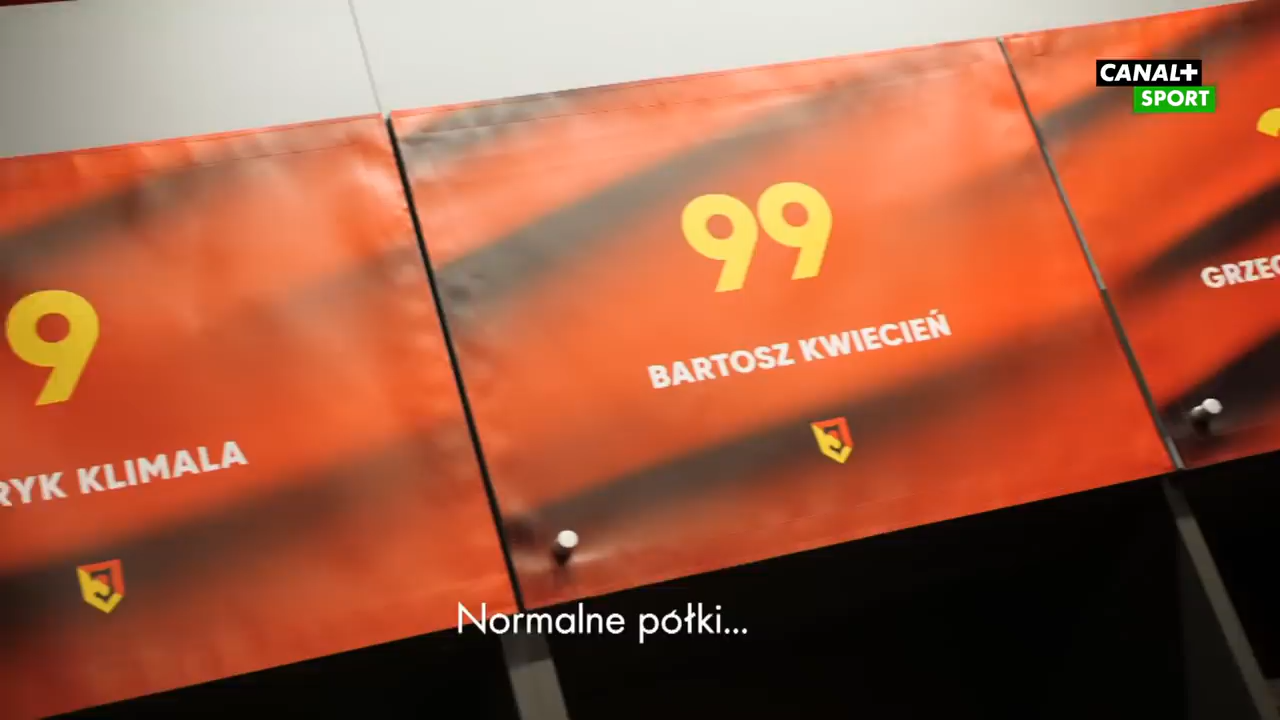 CANAL+
SPORT
9
RYK KLIMALA
99
BARTOSZ KWIECIEŃ
GRZEG
Normalne półki...